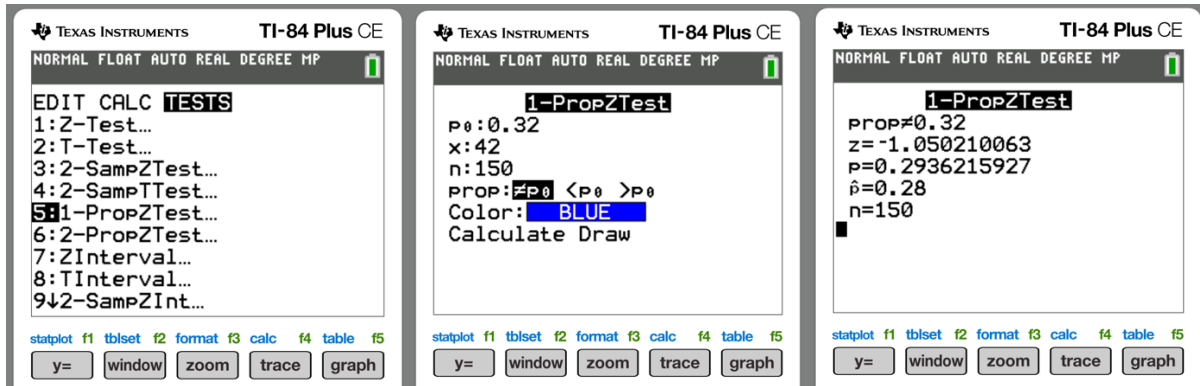 TEXAS INSTRUMENTS TI-84 Plus CE
NORMAL FLOAT AUTO REAL DEGREE MP
EDIT CALC TESTS
1:Z-Test…
2:T-Test…
3:2-SampZTest…
4:2-SampTTest…
5:1-PropZTest…
6:2-PropZTest…
7:ZInterval…
8:TInterval…
9↓2-SampZInt…
statplot f1 tblset f2 format f3 calc f4 table f5
y= window zoom trace graph
TEXAS INSTRUMENTS TI-84 Plus CE
NORMAL FLOAT AUTO REAL DEGREE MP
1-PropZTest
p₀:0.32
x:42
n:150
prop:≠p₀ <p₀ >p₀
Color: BLUE
Calculate Draw
statplot f1 tblset f2 format f3 calc f4 table f5
y= window zoom trace graph
TEXAS INSTRUMENTS TI-84 Plus CE
NORMAL FLOAT AUTO REAL DEGREE MP
1-PropZTest
prop≠0.32
z=-1.050210063
p=0.2936215927
p̂=0.28
n=150
statplot f1 tblset f2 format f3 calc f4 table f5
y= window zoom trace graph